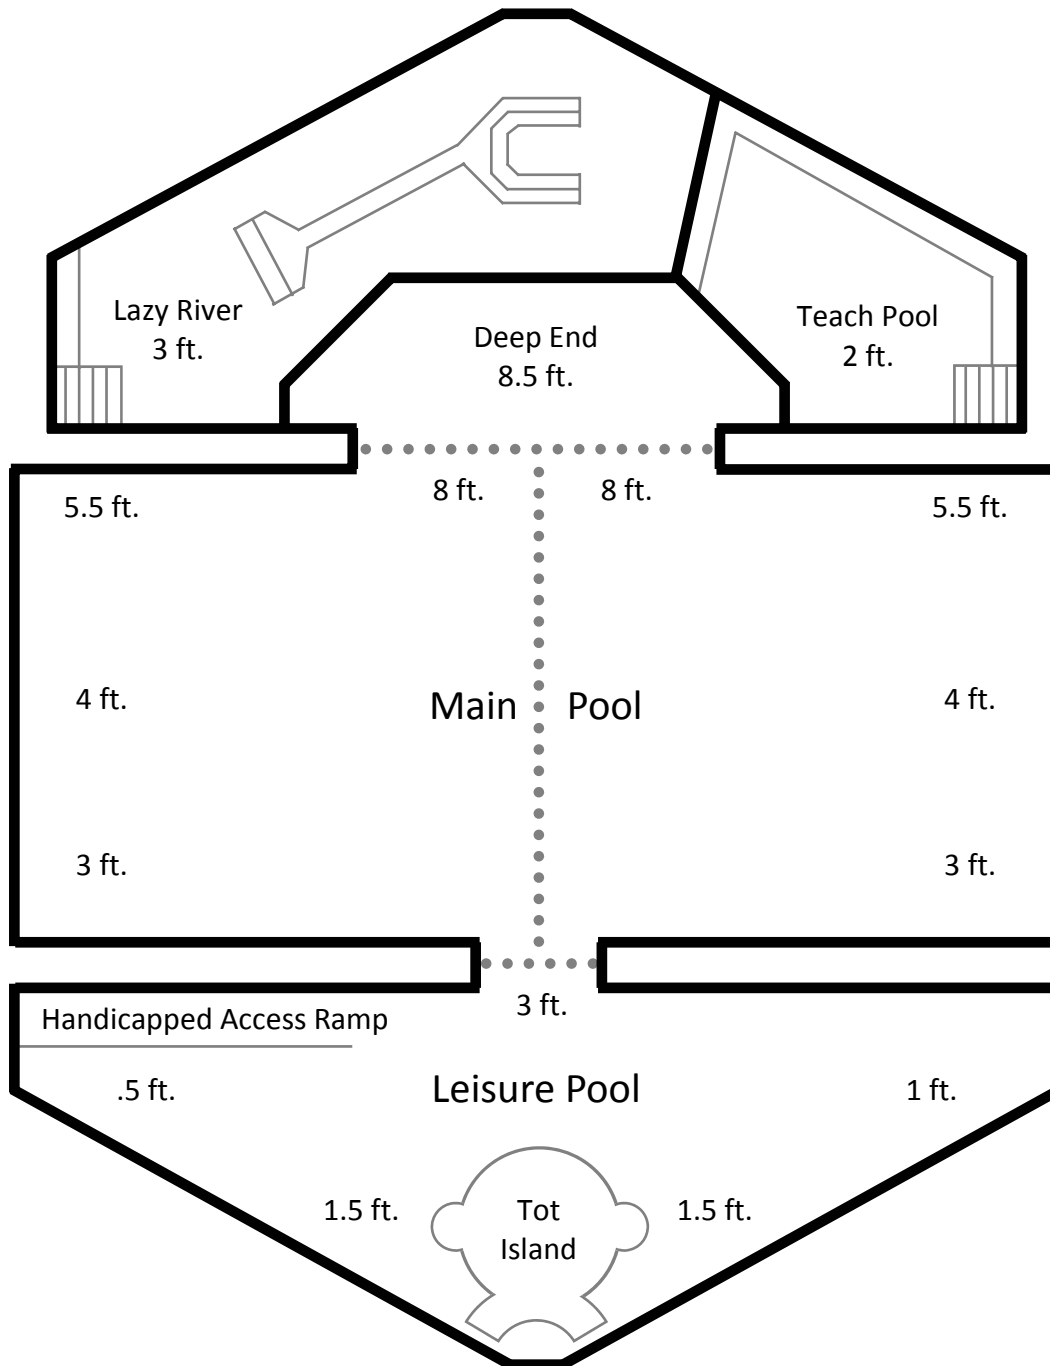 Lazy River
3 ft.
Deep End
8.5 ft.
Teach Pool
2 ft.
5.5 ft.
8 ft.
8 ft.
5.5 ft.
4 ft.
Main Pool
4 ft.
3 ft.
3 ft.
3 ft.
Handicapped Access Ramp
.5 ft.
Leisure Pool
1 ft.
1.5 ft.
Tot
Island
1.5 ft.